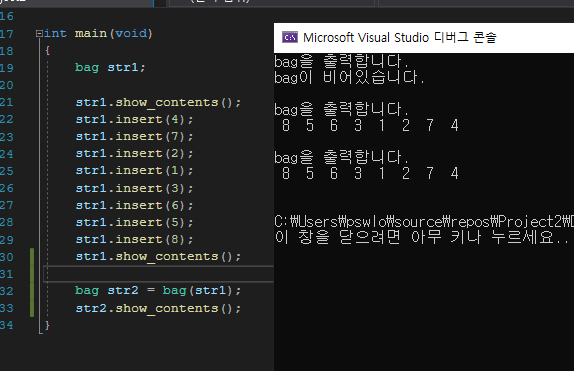 16
17 int main(void)
18 {
19 bag str1;
20
21 str1.show_contents();
22 str1.insert(4);
23 str1.insert(7);
24 str1.insert(2);
25 str1.insert(1);
26 str1.insert(3);
27 str1.insert(6);
28 str1.insert(5);
29 str1.insert(8);
30 str1.show_contents();
31
32 bag str2 = bag(str1);
33 str2.show_contents();
34 }
Microsoft Visual Studio 디버그 콘솔
bag을 출력합니다.
bag이 비어있습니다.
bag을 출력합니다.
8 5 6 3 1 2 7 4
bag을 출력합니다.
8 5 6 3 1 2 7 4
C:₩Users₩pswlo₩source₩repos₩Project2₩
이 창을 닫으려면 아무 키나 누르세요...